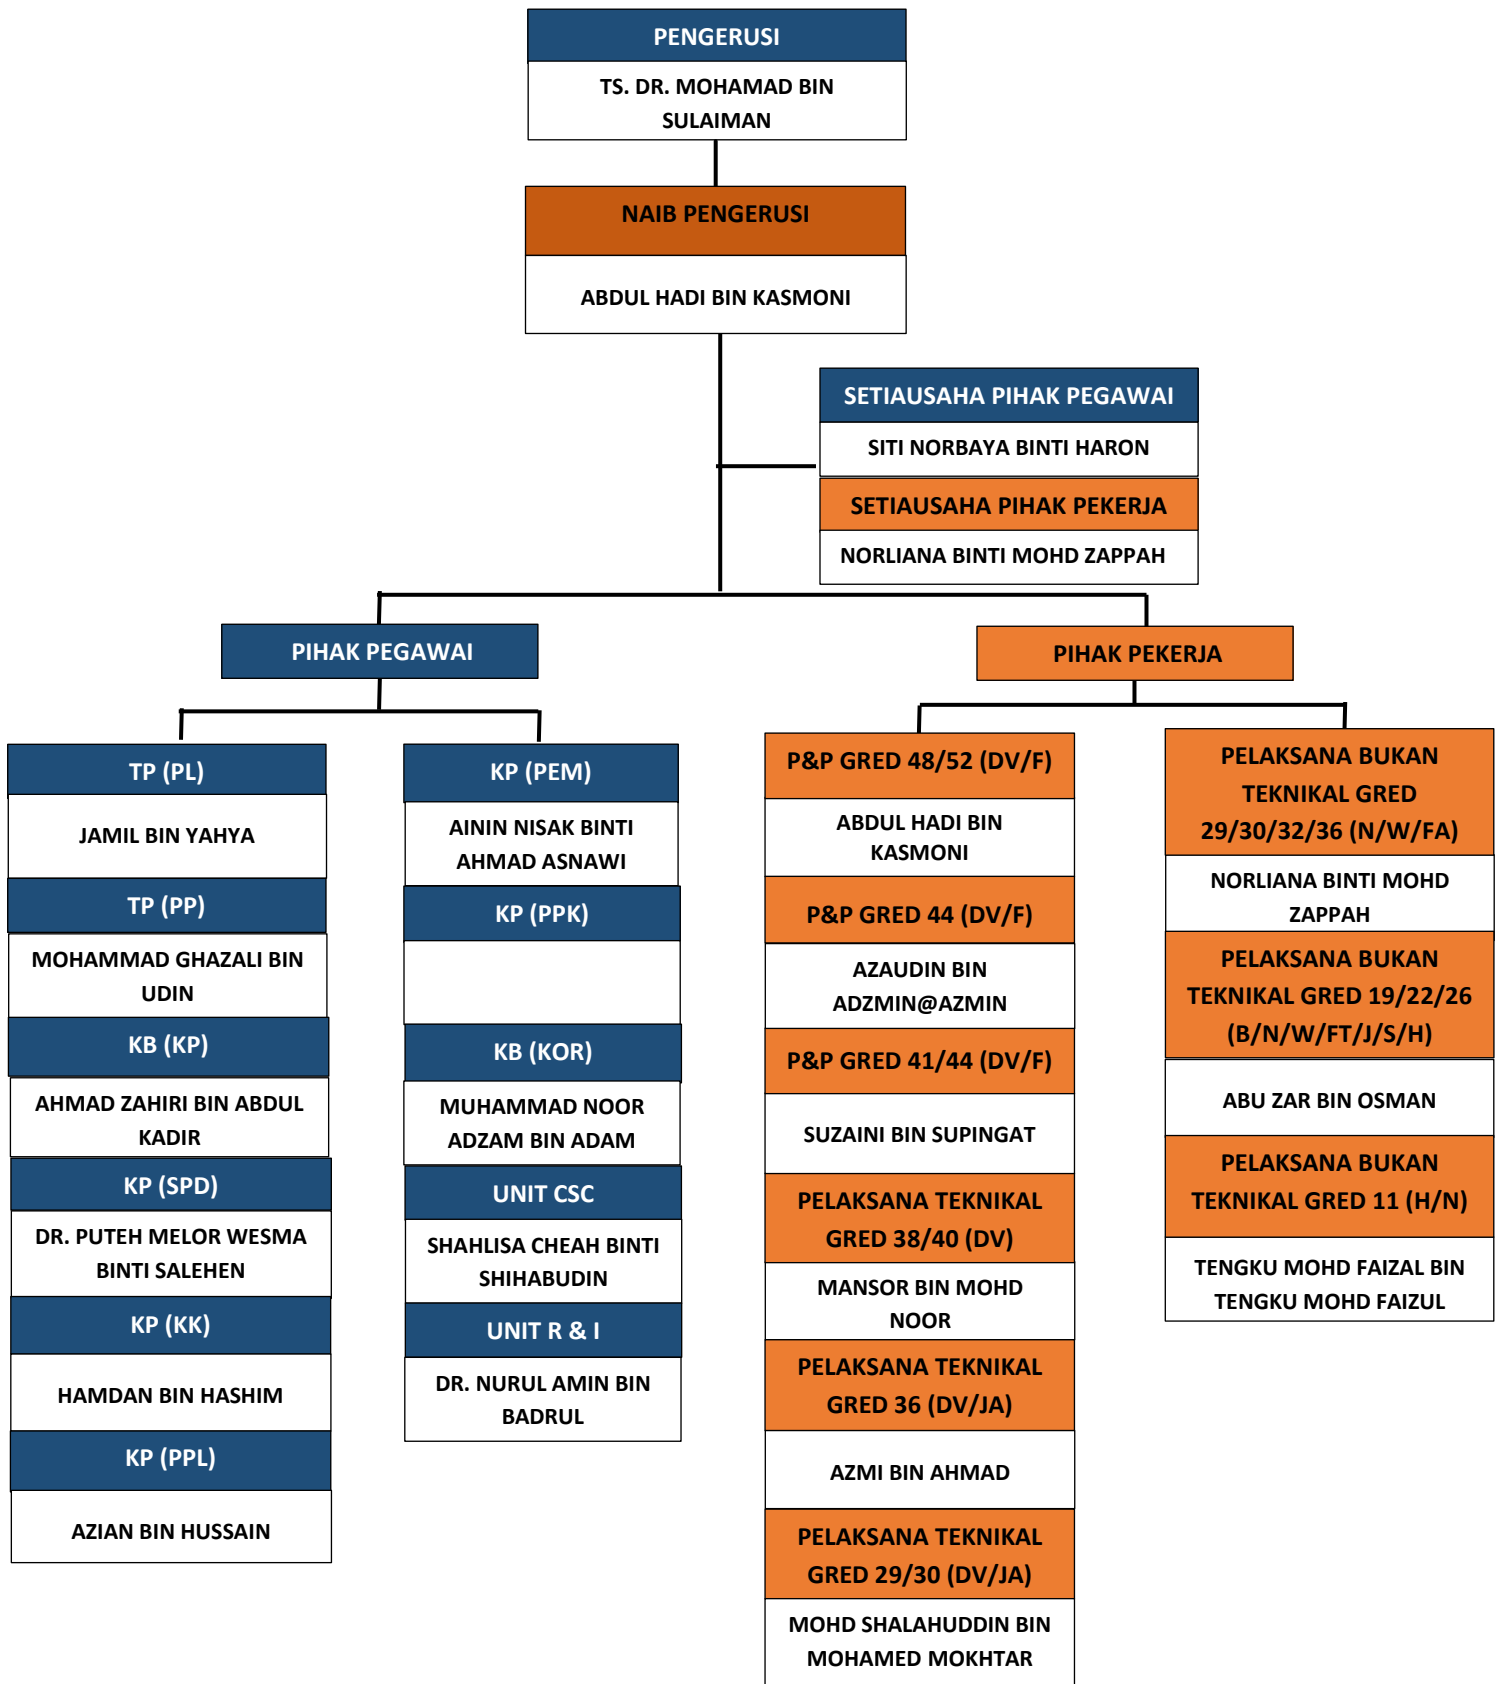 PENGERUSI
TS. DR. MOHAMAD BIN
SULAIMAN
NAIB PENGERUSI
ABDUL HADI BIN KASMONI
SETIAUSAHA PIHAK PEGAWAI
SITI NORBAYA BINTI HARON
SETIAUSAHA PIHAK PEKERJA
NORLIANA BINTI MOHD ZAPPAH
PIHAK PEGAWAI
TP (PL)
JAMIL BIN YAHYA
TP (PP)
MOHAMMAD GHAZALI BIN
UDIN
KB (KP)
AHMAD ZAHIRI BIN ABDUL
KADIR
KP (SPD)
DR. PUTEH MELOR WESMA
BINTI SALEHEN
KP (KK)
HAMDAN BIN HASHIM
KP (PPL)
AZIAN BIN HUSSAIN
KP (PEM)
AININ NISAK BINTI
AHMAD ASNAWI
KP (PPK)
KB (KOR)
MUHAMMAD NOOR
ADZAM BIN ADAM
UNIT CSC
SHAHLISA CHEAH BINTI
SHIHABUDIN
UNIT R & I
DR. NURUL AMIN BIN
BADRUL
PIHAK PEKERJA
P&P GRED 48/52 (DV/F)
ABDUL HADI BIN
KASMONI
P&P GRED 44 (DV/F)
AZAUDIN BIN
ADZMIN@AZMIN
P&P GRED 41/44 (DV/F)
SUZAINI BIN SUPINGAT
PELAKSANA TEKNIKAL
GRED 38/40 (DV)
MANSOR BIN MOHD
NOOR
PELAKSANA TEKNIKAL
GRED 36 (DV/JA)
AZMI BIN AHMAD
PELAKSANA TEKNIKAL
GRED 29/30 (DV/JA)
MOHD SHALAHUDDIN BIN
MOHAMED MOKHTAR
PELAKSANA BUKAN
TEKNIKAL GRED
29/30/32/36 (N/W/FA)
NORLIANA BINTI MOHD
ZAPPAH
PELAKSANA BUKAN
TEKNIKAL GRED 19/22/26
(B/N/W/FT/J/S/H)
ABU ZAR BIN OSMAN
PELAKSANA BUKAN
TEKNIKAL GRED 11 (H/N)
TENGKU MOHD FAIZAL BIN
TENGKU MOHD FAIZUL